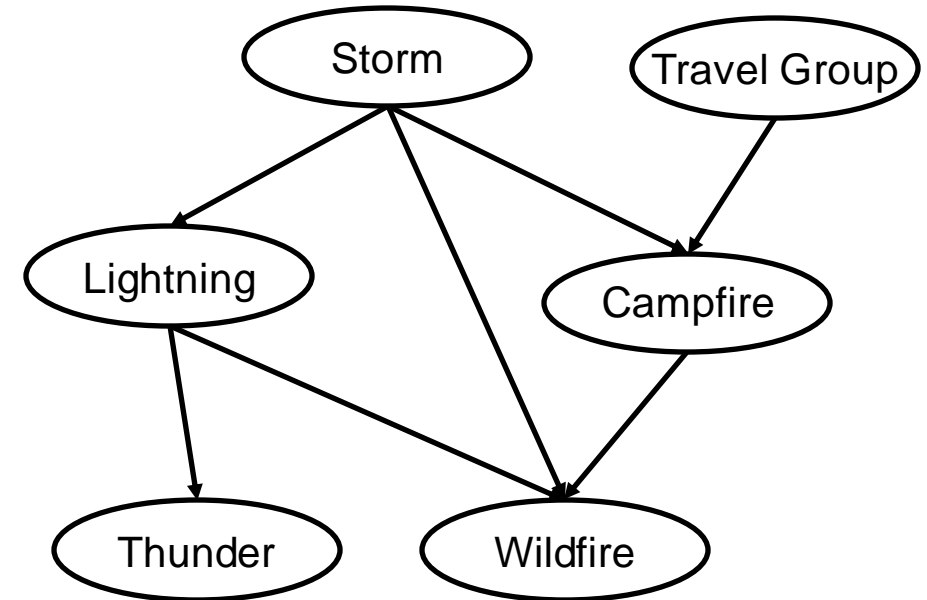 Storm
Travel Group
Lightning
Campfire
Thunder
Wildfire